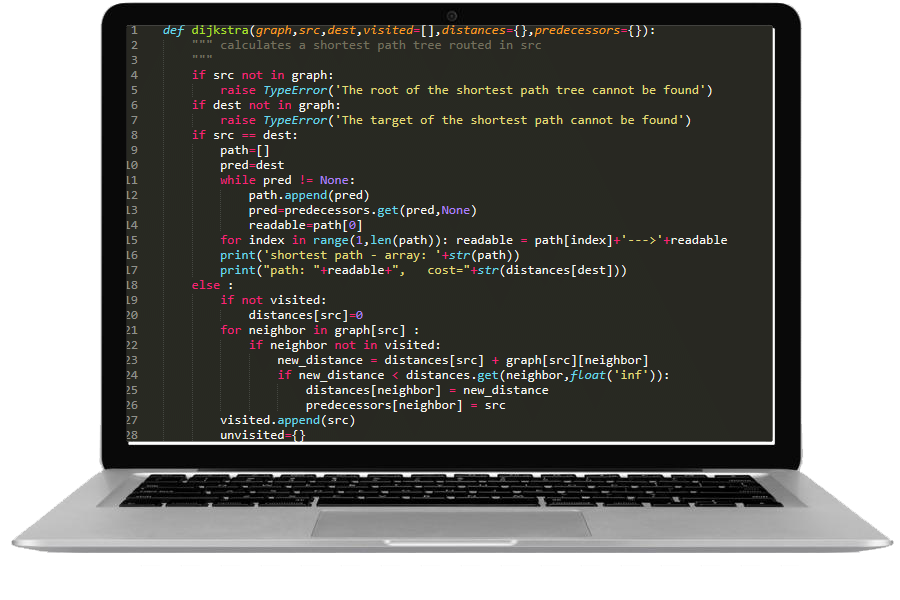 1 def dijkstra(graph,src,dest,visited=[],distances={},predecessors={}):
2 """ calculates a shortest path tree routed in src
3 """
4 if src not in graph:
5 raise TypeError('The root of the shortest path tree cannot be found')
6 if dest not in graph:
7 raise TypeError('The target of the shortest path cannot be found')
8 if src == dest:
9 path=[]
10 pred=dest
11 while pred != None:
12 path.append(pred)
13 pred=predecessors.get(pred,None)
14 readable=path[0]
15 for index in range(1,len(path)): readable = path[index]+'--->'+readable
16 print('shortest path - array: '+str(path))
17 print("path: "+readable+",   cost="+str(distances[dest]))
18 else :
19 if not visited:
20 distances[src]=0
21 for neighbor in graph[src] :
22 if neighbor not in visited:
23 new_distance = distances[src] + graph[src][neighbor]
24 if new_distance < distances.get(neighbor,float('inf')):
25 distances[neighbor] = new_distance
26 predecessors[neighbor] = src
27 visited.append(src)
28 unvisited={}